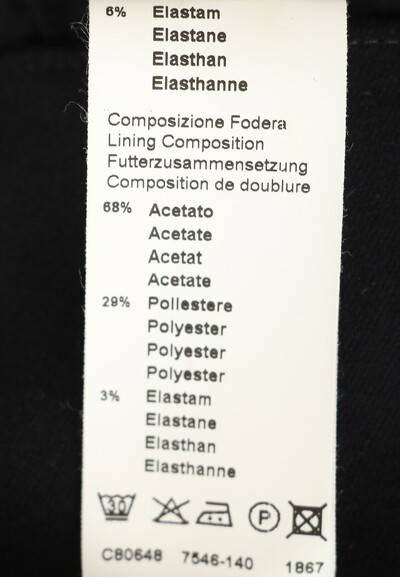 6% Elastam
Elastane
Elasthan
Elasthanne
Composizione Fodera
Lining Composition
Futterzusammensetzung
Composition de doublure
68% Acetato
Acetate
Acetat
Acetate
29% Poliestere
Polyester
Polyester
Polyester
3% Elastam
Elastane
Elasthan
Elasthanne
30 P
C80648 7546-140 1867